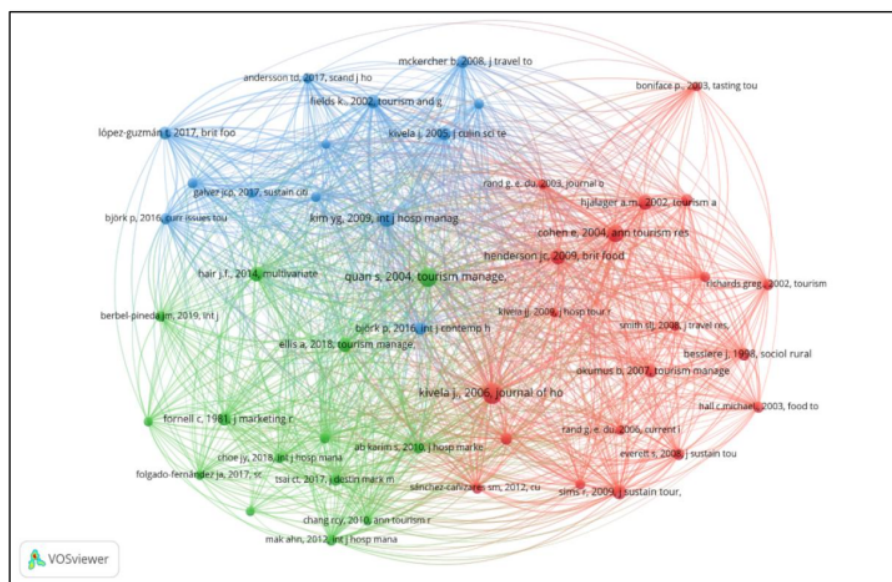 mckercher b, 2008, j travel to
andersson td, 2017, scand j ho
boniface p., 2003, tasting tou
fields k., 2002, tourism and g
lópez-guzmán t, 2017, brit foo
kivela j, 2005, j culin sci te
rand g. e. du, 2003, journal o
galvez jcp, 2017, sustain citi
hjalager a.m., 2002, tourism a
björk p, 2016, curr issues tou
kim yg, 2009, int j hosp manag
cohen e, 2004, ann tourism res
henderson jc, 2009, brit food
hair j.f., 2014, multivariate
quan s, 2004, tourism manage,
richards greg, 2002, tourism
berbel-pineda jm, 2019, int j
kivela jj, 2009, j hosp tour r
björk p, 2016, int j contemp h
smith slj, 2008, j travel res,
ellis a, 2018, tourism manage,
bessiere j, 1998, sociol rural
okumus b, 2007, tourism manage
kivela j., 2006, journal of ho
hall c.michael, 2003, food to
fornell c, 1981, j marketing r
rand g. e. du, 2006, current i
ab karim s, 2010, j hosp marke
everett s, 2008, j sustain tou
choe jy, 2018, int j hosp mana
folgado-fernández ja, 2017, sc
tsai ct, 2017, j destin mark m
sánchez-cañizares sm, 2012, cu
sims r, 2009, j sustain tour,
chang rcy, 2010, ann tourism r
mak ahn, 2012, int j hosp mana
VOSviewer